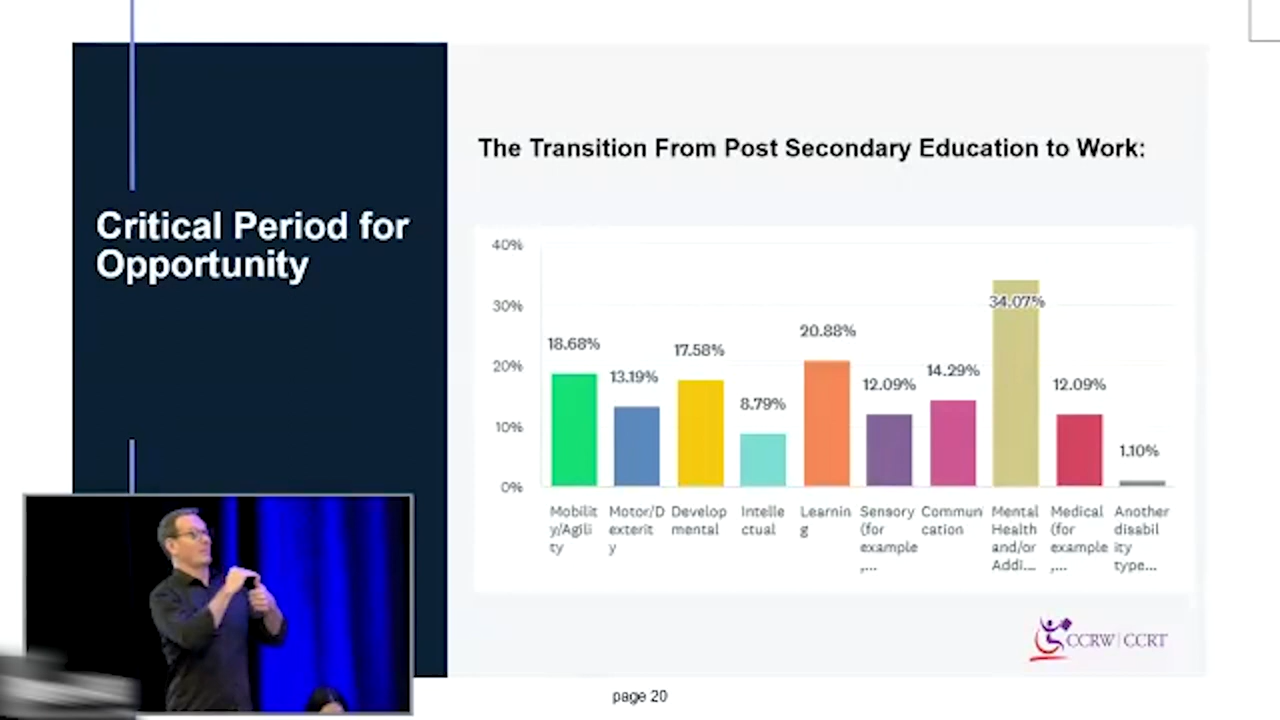 Critical Period for
Opportunity
The Transition From Post Secondary Education to Work:
40%
30%
20%
10%
0%
18.68%
13.19%
17.58%
8.79%
20.88%
12.09%
14.29%
34.07%
12.09%
1.10%
Mobilit
y/Agili
ty
Motor/D
exterit
y
Develop
mental
Intelle
ctual
Learnin
g
Sensory
(for
example
,...
Commun
cation
Mental
Health
and/or
Addi...
Medical
(for
example
,...
Another
disabil
ity
type...
CCRW | CCRT
page 20